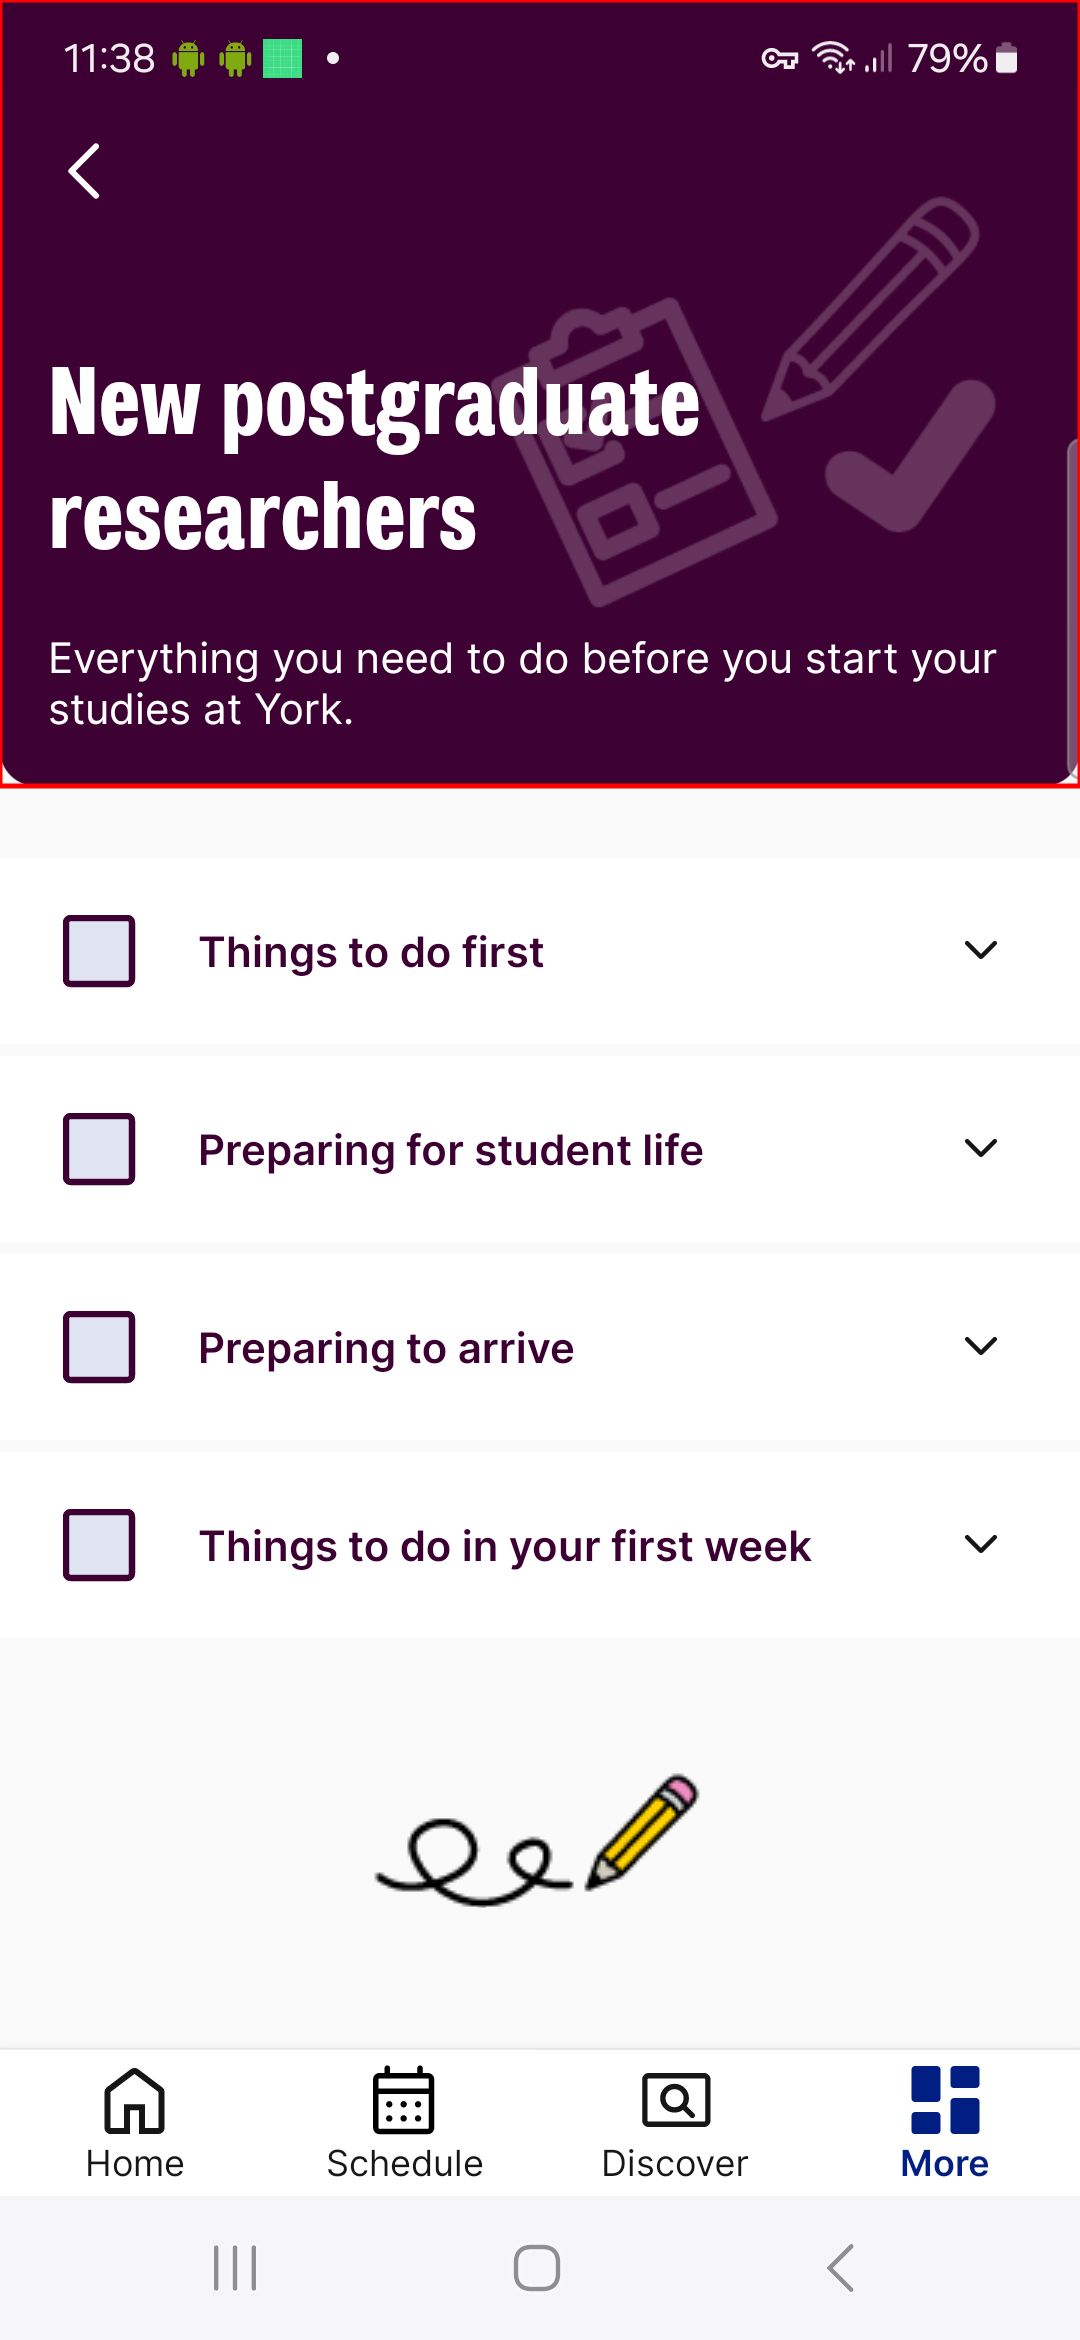 11:38
79%
New postgraduate
researchers
Everything you need to do before you start your
studies at York.
Things to do first
Preparing for student life
Preparing to arrive
Things to do in your first week
Home
Schedule
Discover
More